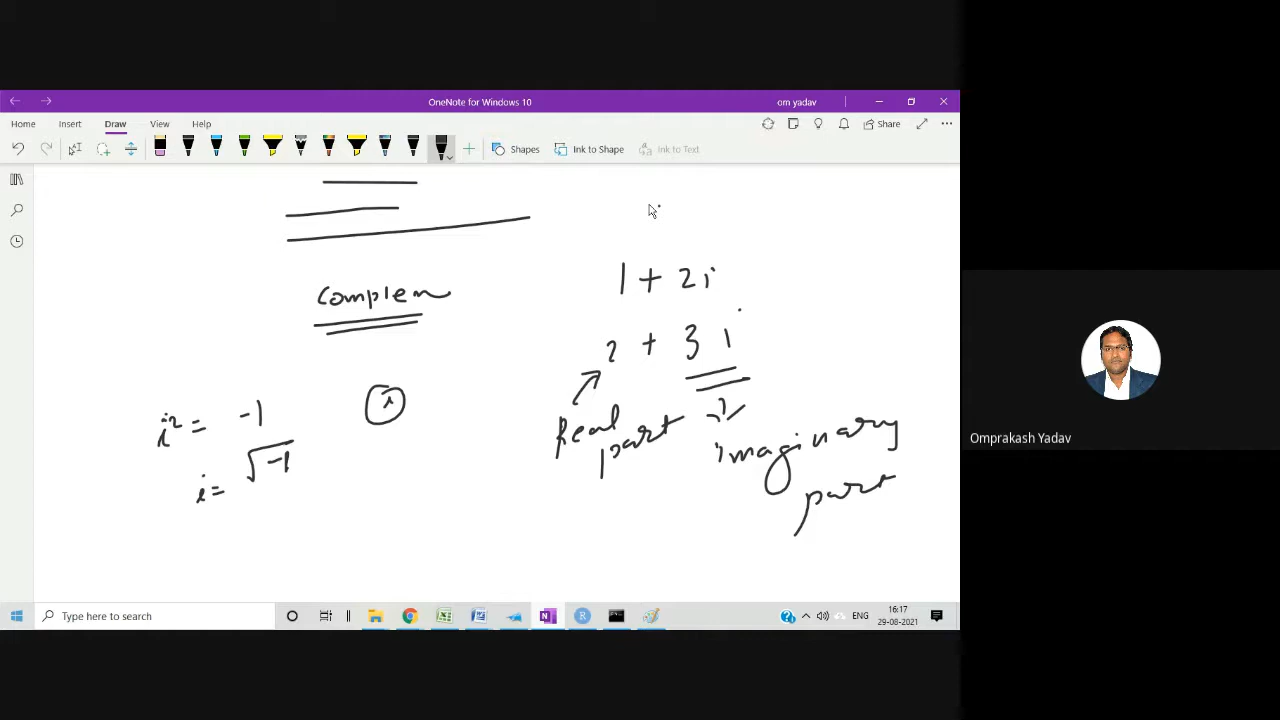 OneNote for Windows 10
om yadav
Home Insert Draw View Help
Share
Shapes Ink to Shape Ink to Text
1 + 2i
Complex
2 + 3i
i² = -1
i
Real part
imaginary part
i = √-1
Omprakash Yadav
Type here to search
ENG
16:17
29-08-2021